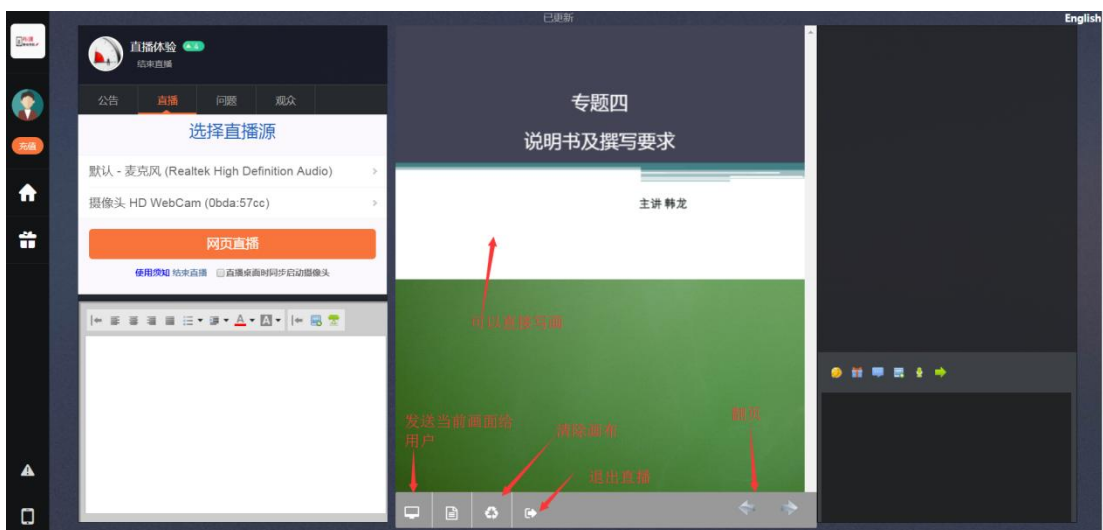 已更新
English
直播体验
结束直播
充值
公告 直播 问题 观众
选择直播源
默认 - 麦克风 (Realtek High Definition Audio)
摄像头 HD WebCam (0bda:57cc)
网页直播
使用须知 结束直播 直播桌面时同步启动摄像头
专题四
说明书及撰写要求
主讲 韩龙
可以直接写画
发送当前画面给
用户
清除画布
翻页
退出直播